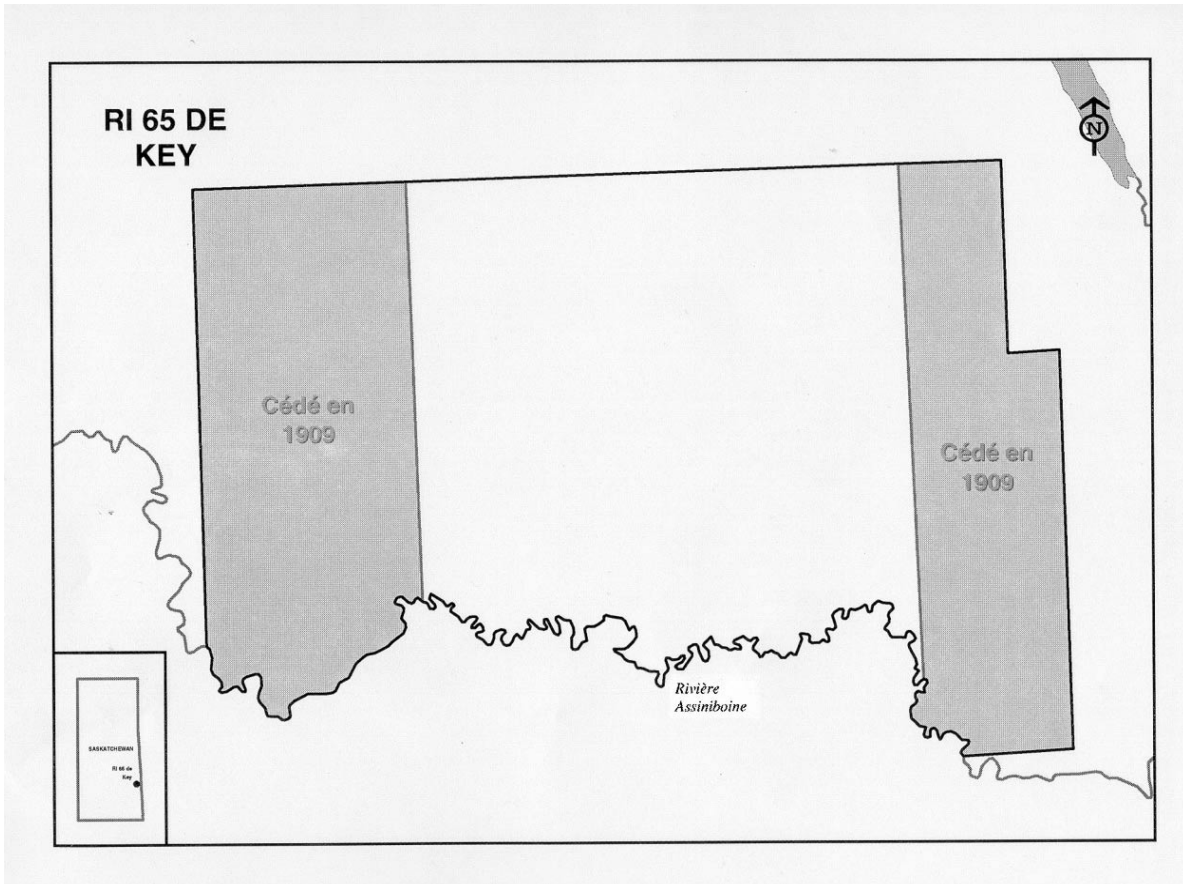 RI 65 DE
KEY
N
Cédé en
1909
Cédé en
1909
Rivière
Assiniboine
SASKATCHEWAN
RI 65 de
Key